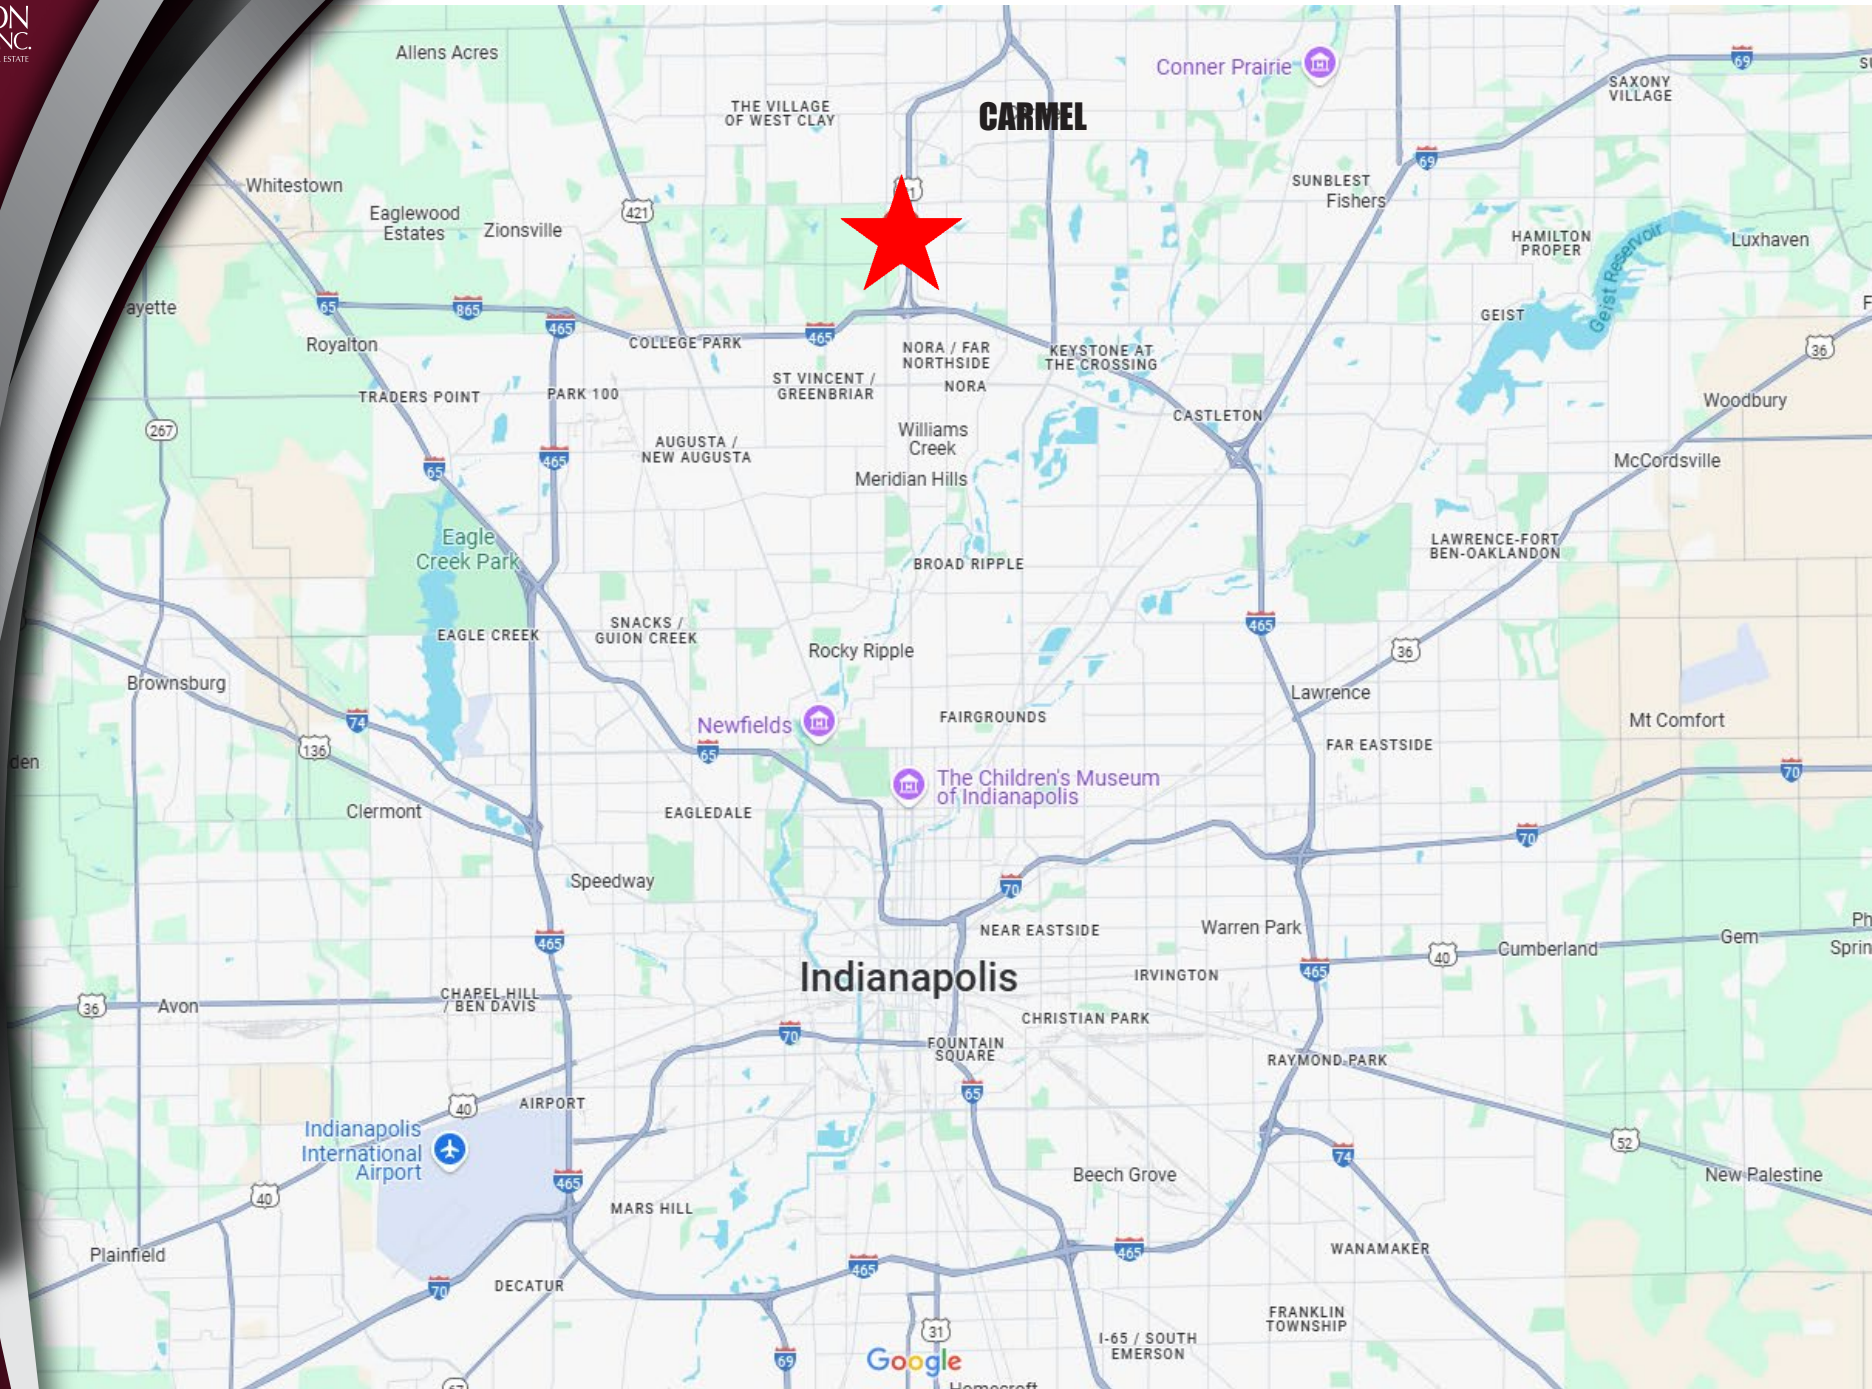 ON
NC.
ESTATE
Allens Acres
Conner Prairie
69
SAXONY
VILLAGE
THE VILLAGE
OF WEST CLAY
CARMEL
69
Whitestown
SUNBLEST
Fishers
Eaglewood
Estates
Zionsville
421
HAMILTON
PROPER
Luxhaven
Geist Reservoir
ayette
65
865
465
465
GEIST
36
Royalton
COLLEGE PARK
NORA / FAR
NORTHSIDE
KEYSTONE AT
THE CROSSING
TRADERS POINT
PARK 100
ST VINCENT /
GREENBRIAR
NORA
Woodbury
CASTLETON
267
AUGUSTA /
NEW AUGUSTA
Williams
Creek
McCordsville
65
465
Meridian Hills
Eagle
Creek Park
BROAD RIPPLE
LAWRENCE-FORT
BEN-OAKLANDON
EAGLE CREEK
SNACKS /
GUION CREEK
465
Rocky Ripple
36
Brownsburg
Lawrence
74
Newfields
FAIRGROUNDS
Mt Comfort
136
65
FAR EASTSIDE
den
The Children's Museum
of Indianapolis
70
Clermont
EAGLEDALE
70
Speedway
70
465
NEAR EASTSIDE
Warren Park
Cumberland
Gem
Ph
Sprin
40
465
Indianapolis
IRVINGTON
36
Avon
CHAPEL HILL
/ BEN DAVIS
CHRISTIAN PARK
70
FOUNTAIN
SQUARE
RAYMOND PARK
65
40
AIRPORT
Indianapolis
International
Airport
52
74
465
40
Beech Grove
New Palestine
MARS HILL
Plainfield
465
465
WANAMAKER
70
DECATUR
FRANKLIN
TOWNSHIP
31
I-65 / SOUTH
EMERSON
69
Google
Homecroft